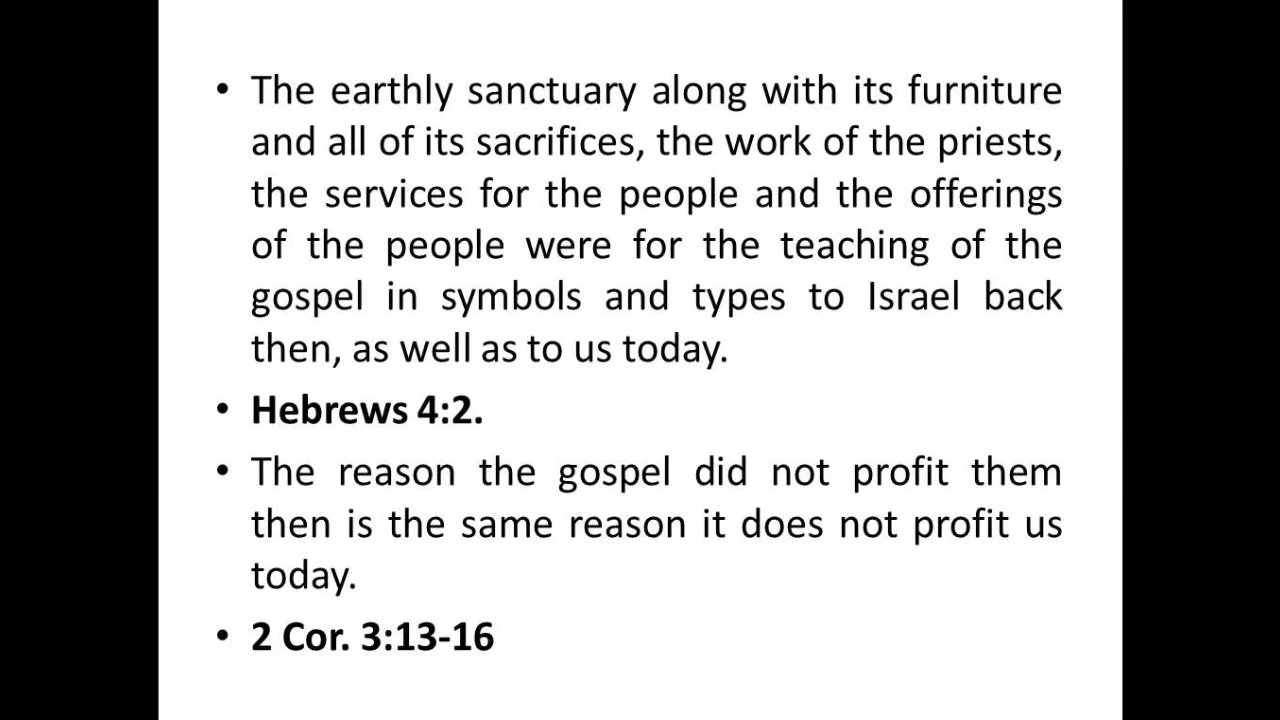 • The earthly sanctuary along with its furniture
and all of its sacrifices, the work of the priests,
the services for the people and the offerings
of the people were for the teaching of the
gospel in symbols and types to Israel back
then, as well as to us today.
• Hebrews 4:2.
• The reason the gospel did not profit them
then is the same reason it does not profit us
today.
• 2 Cor. 3:13-16